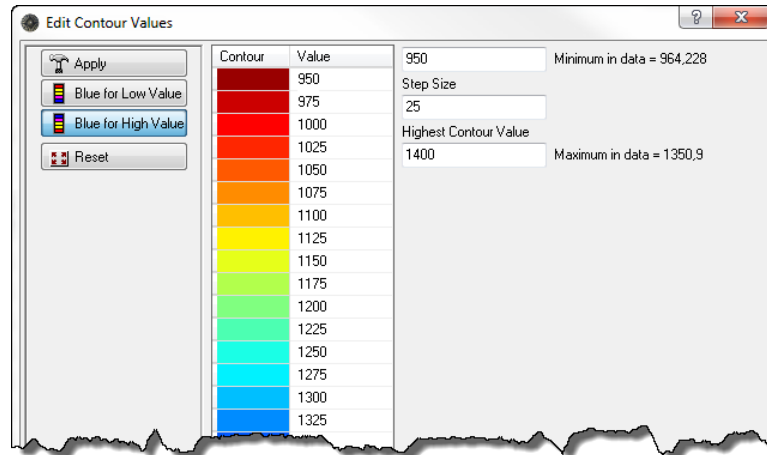 Edit Contour Values
?
X
Apply
Blue for Low Value
Blue for High Value
Reset
Contour Value
950
975
1000
1025
1050
1075
1100
1125
1150
1175
1200
1225
1250
1275
1300
1325
950 Minimum in data = 964,228
Step Size
25
Highest Contour Value
1400 Maximum in data = 1350,9